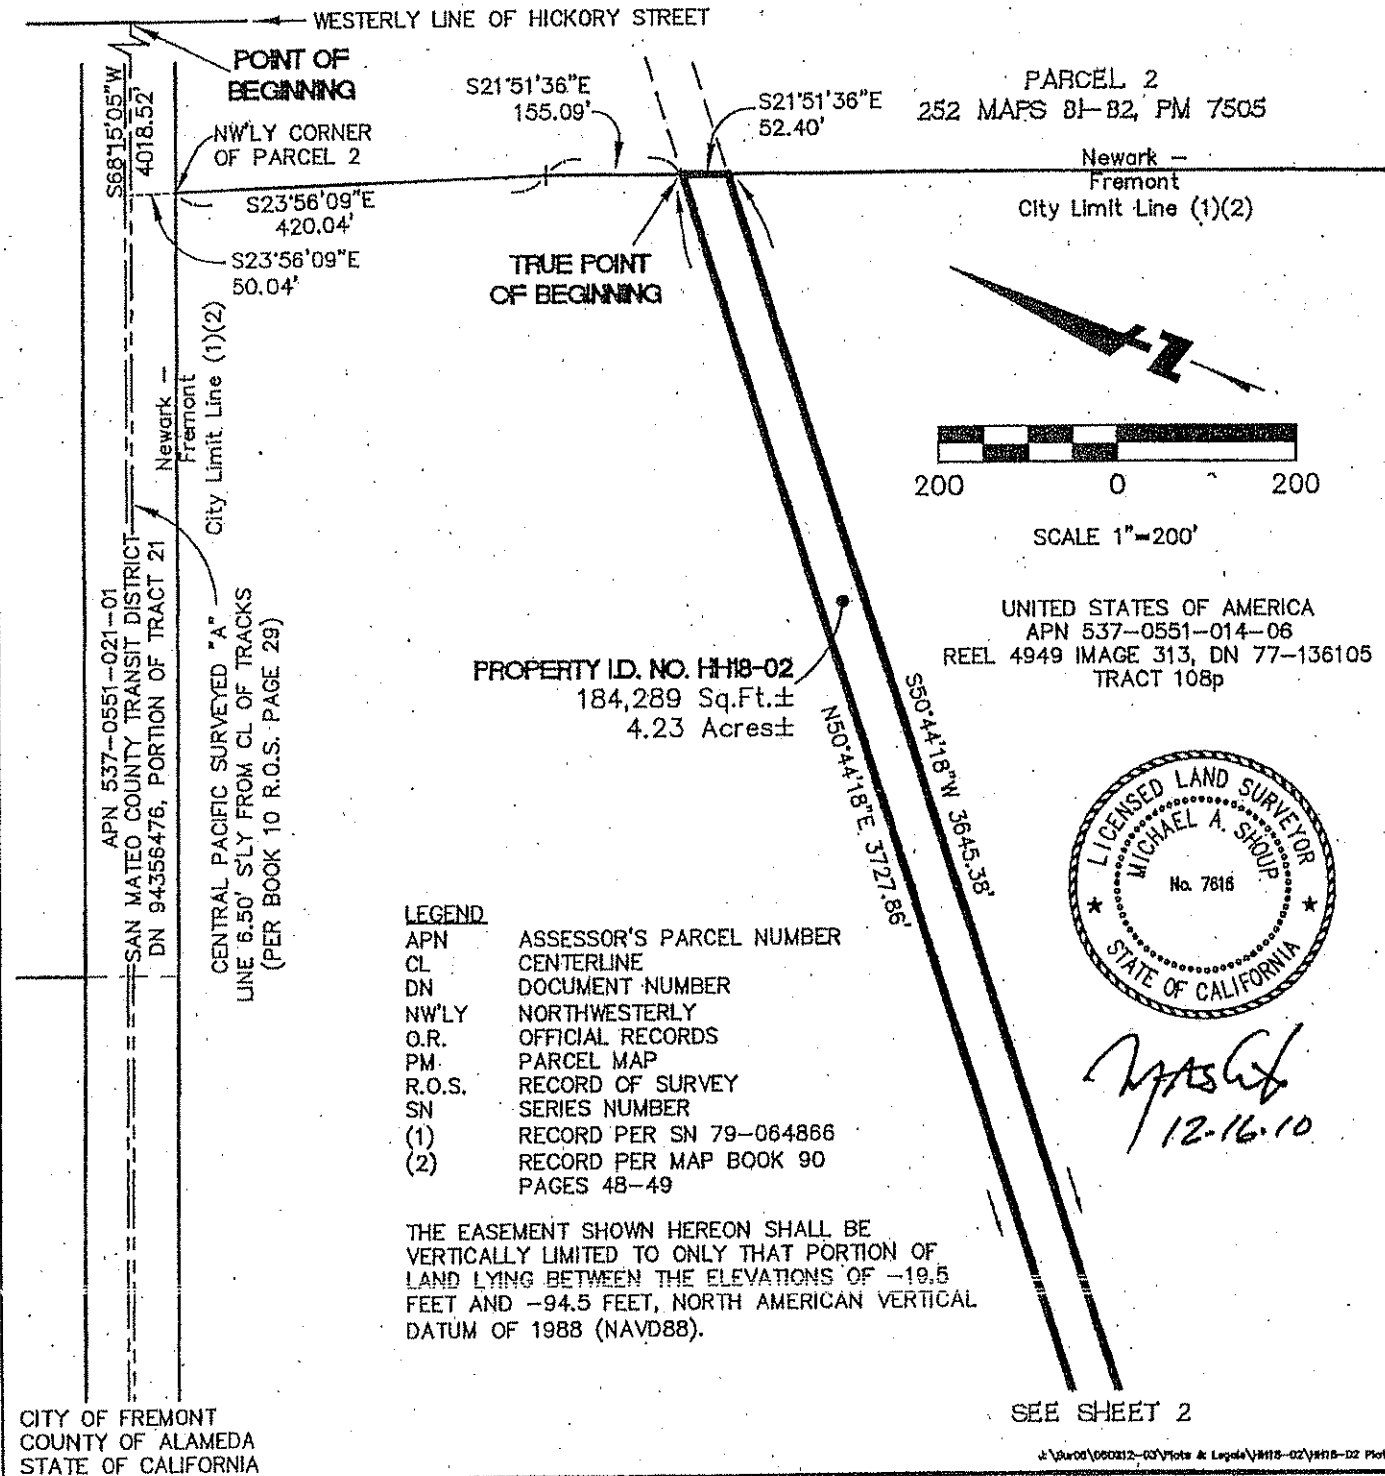 WESTERLY LINE OF HICKORY STREET
POINT OF
BEGINNING
S68°15'05"W
4018.52'
NW'LY CORNER
OF PARCEL 2
S21°51'36"E
155.09'
S21°51'36"E
52.40'
PARCEL 2
252 MAPS 81-82, PM 7505
Newark -
Fremont
City Limit Line (1)(2)
S23°56'09"E
420.04'
S23°56'09"E
50.04'
TRUE POINT
OF BEGINNING
Newark -
Fremont
City Limit Line (1)(2)
Z
200 0 200
SCALE 1"=200'
APN 537-0551-021-01
SAN MATEO COUNTY TRANSIT DISTRICT
DN 94356476, PORTION OF TRACT 21
CENTRAL PACIFIC SURVEYED "A"
LINE 6.50' S'LY FROM CL OF TRACKS
(PER BOOK 10 R.O.S. PAGE 29)
UNITED STATES OF AMERICA
APN 537-0551-014-06
REEL 4949 IMAGE 313, DN 77-136105
TRACT 108p
PROPERTY I.D. NO. HH18-02
184,289 Sq.Ft.±
4.23 Acres±
N50°44'18"E 3727.86'
S50°44'18"W 3645.38'
LICENSED LAND SURVEYOR
MICHAEL A. SHOUP
No. 7616
STATE OF CALIFORNIA
12-16-10
LEGEND
APN ASSESSOR'S PARCEL NUMBER
CL CENTERLINE
DN DOCUMENT NUMBER
NW'LY NORTHWESTERLY
O.R. OFFICIAL RECORDS
PM PARCEL MAP
R.O.S. RECORD OF SURVEY
SN SERIES NUMBER
(1) RECORD PER SN 79-064866
(2) RECORD PER MAP BOOK 90
PAGES 48-49
THE EASEMENT SHOWN HEREON SHALL BE
VERTICALLY LIMITED TO ONLY THAT PORTION OF
LAND LYING BETWEEN THE ELEVATIONS OF -19.5
FEET AND -94.5 FEET, NORTH AMERICAN VERTICAL
DATUM OF 1988 (NAVD88).
SEE SHEET 2
CITY OF FREMONT
COUNTY OF ALAMEDA
STATE OF CALIFORNIA